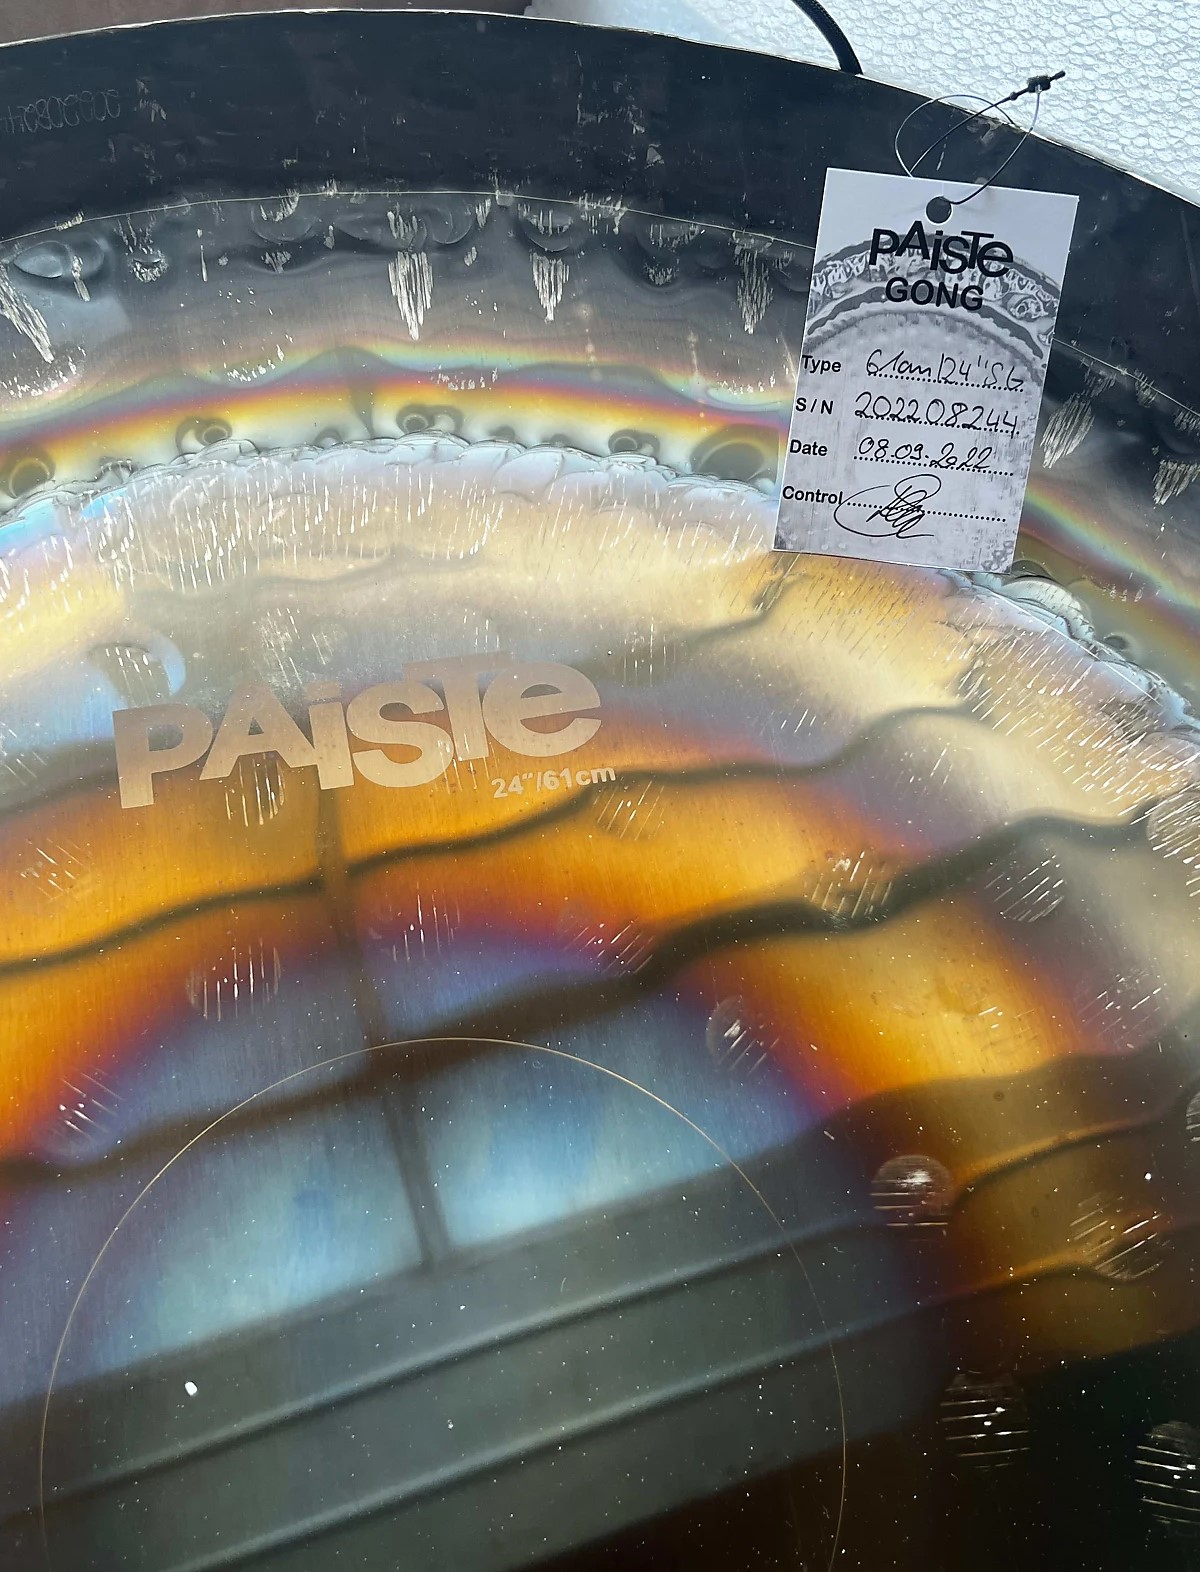 PAiSTe
GONG
Type 61cm/24"SG
S/N 202208244
Date 08.09.2022
Control
PAiSTe
24"/61cm